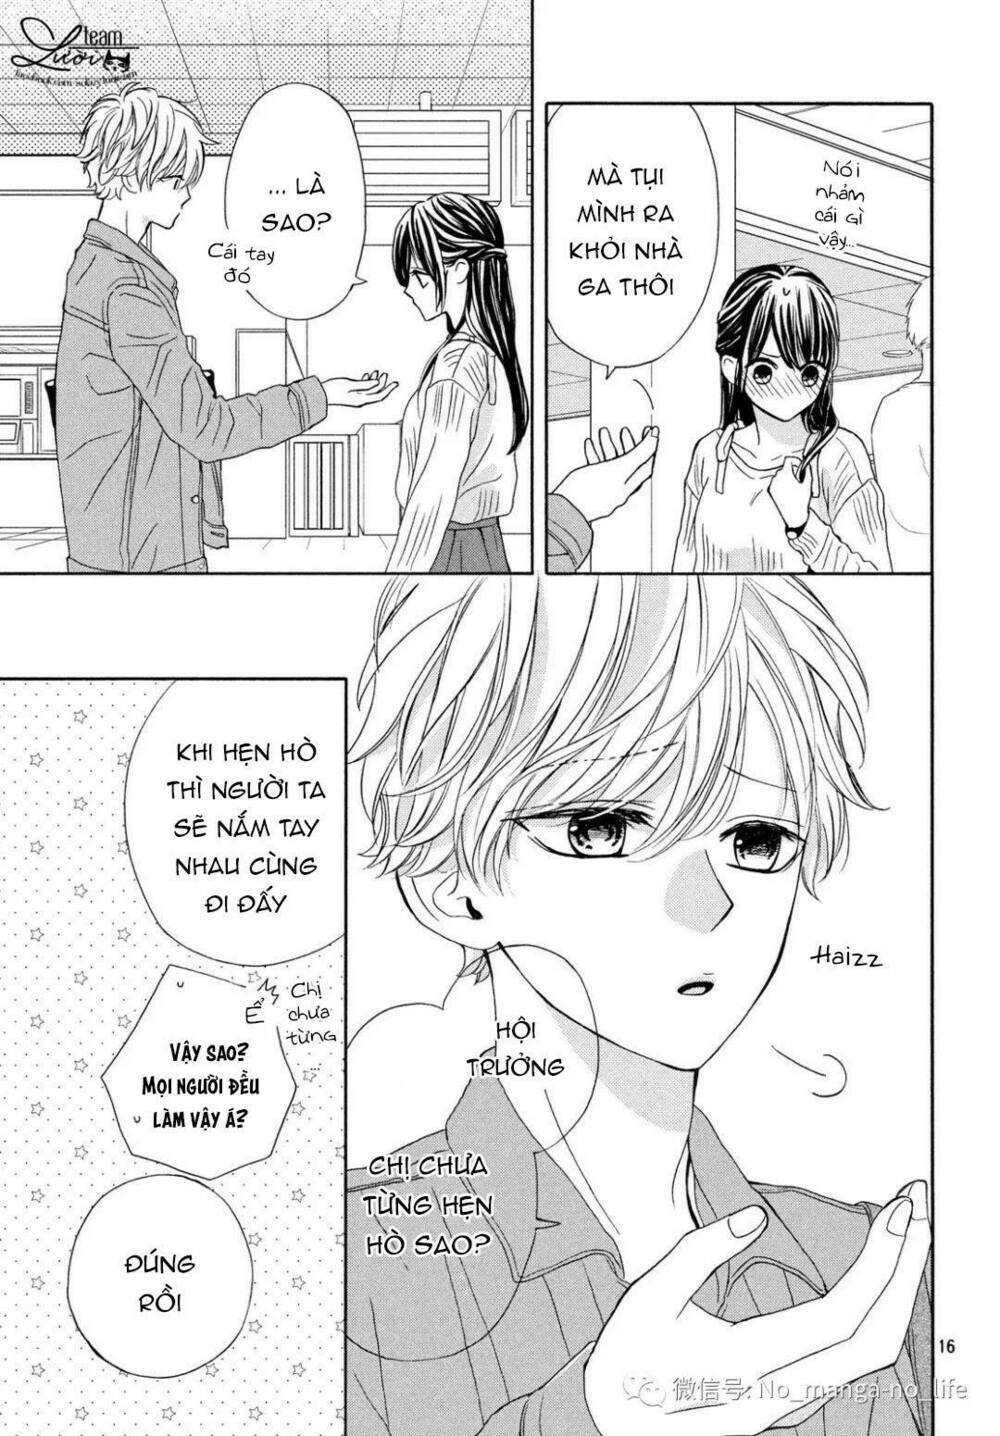 team
Lười
MÀ TỤI
MÌNH RA
KHỎI NHÀ
GA THÔI
Nói
nhảm
cái gì
vậy...
... LÀ
SAO?
Cái tay
đó
HỘI
TRƯỞNG
CHỊ CHƯA
TỪNG HẸN
HÒ SAO?
Haizz
KHI HẸN HÒ
THÌ NGƯỜI TA
SẼ NẮM TAY
NHAU CÙNG
ĐI ĐẤY
Ể
Chị
chưa
từng
...
VẬY SAO?
MỌI NGƯỜI ĐỀU
LÀM VẬY Á?
ĐÚNG
RỒI
16
微信号: No_manga-no_life